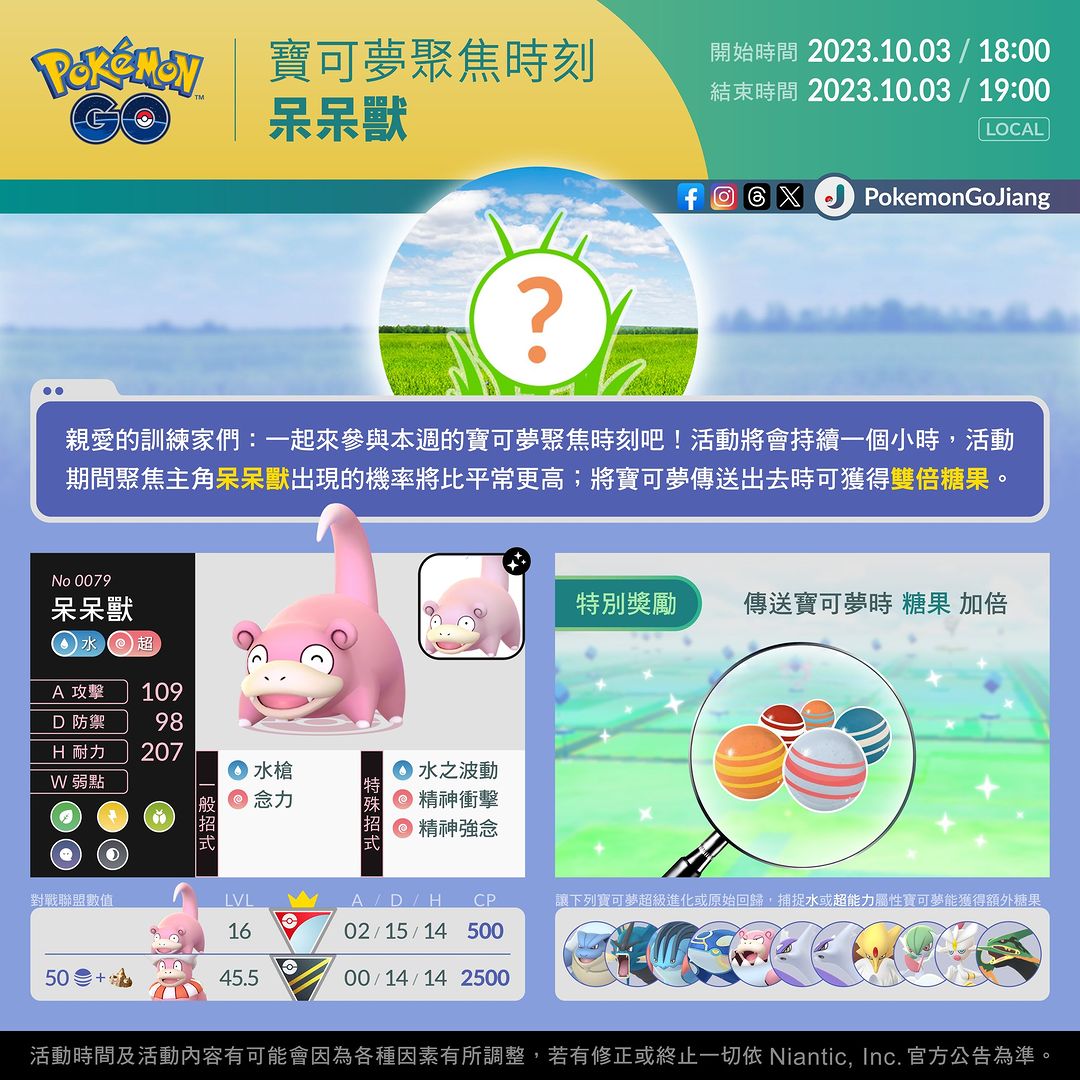 POKÉMON GO
寶可夢聚焦時刻
呆呆獸
開始時間 2023.10.03 / 18:00
結束時間 2023.10.03 / 19:00
LOCAL
PokemonGoJiang
?
親愛的訓練家們：一起來參與本週的寶可夢聚焦時刻吧！活動將會持續一個小時，活動
期間聚焦主角呆呆獸出現的機率將比平常更高；將寶可夢傳送出去時可獲得雙倍糖果。
No 0079
呆呆獸
水 超
A 攻擊 109
D 防禦 98
H 耐力 207
W 弱點
一般招式
水槍
念力
特殊招式
水之波動
精神衝擊
精神強念
特別獎勵
傳送寶可夢時 糖果 加倍
對戰聯盟數值 LVL A / D / H CP
16 02 / 15 / 14 500
50 + 45.5 00 / 14 / 14 2500
讓下列寶可夢超級進化或原始回歸，捕捉水或超能力屬性寶可夢能獲得額外糖果
活動時間及活動內容有可能會因為各種因素有所調整，若有修正或終止一切依 Niantic, Inc. 官方公告為準。